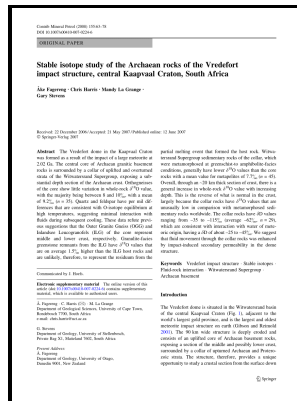 Contrib Mineral Petrol (2008) 155:63–78
DOI 10.1007/s00410-007-0224-6
ORIGINAL PAPER
Stable isotope study of the Archaean rocks of the Vredefort
impact structure, central Kaapvaal Craton, South Africa
Åke Fagereng · Chris Harris · Mandy La Grange ·
Gary Stevens
Received: 22 December 2006 / Accepted: 21 May 2007 / Published online: 12 June 2007
© Springer-Verlag 2007
Abstract The Vredefort dome in the Kaapvaal Craton
was formed as a result of the impact of a large meteorite at
2.02 Ga. The central core of Archaean granitic basement
rocks is surrounded by a collar of uplifted and overturned
strata of the Witwatersrand Supergroup, exposing a sub-
stantial depth section of the Archaean crust. Orthogneisses
of the core show little variation in whole-rock δ18O value,
with the majority being between 8 and 10‰, with a mean
of 9.2‰ (n = 35). Quartz and feldspar have per mil dif-
ferences that are consistent with O-isotope equilibrium at
high temperatures, suggesting minimal interaction with
fluids during subsequent cooling. These data refute previ-
ous suggestions that the Outer Granite Gneiss (OGG) and
Inlandsee Leucogranofels (ILG) of the core represent
middle and lower crust, respectively. Granulite-facies
greenstone remnants from the ILG have δ18O values that
are on average 1.5‰ higher than the ILG host rocks and
are unlikely, therefore, to represent the residuum from the
partial melting event that formed the host rock. Witwa-
tersrand Supergroup sedimentary rocks of the collar, which
were metamorphosed at greenschist-to amphibolite-facies
conditions, generally have lower δ18O values than the core
rocks with a mean value for metapelites of 7.7‰ (n = 45).
Overall, through an ~20 km thick section of crust, there is a
general increase in whole-rock δ18O value with increasing
depth. This is the reverse of what is normal in the crust,
largely because the collar rocks have δ18O values that are
unusually low in comparison with metamorphosed sedi-
mentary rocks worldwide. The collar rocks have δD values
ranging from −35 to −115‰ (average −62‰, n = 29),
which are consistent with interaction with water of mete-
oric origin, having a δD of about −25 to −45‰. We suggest
that fluid movement through the collar rocks was enhanced
by impact-induced secondary permeability in the dome
structure.
Keywords Vredefort impact structure · Stable isotopes ·
Fluid-rock interaction · Witwatersrand Supergroup ·
Archaean basement
Communicated by J. Hoefs.
Electronic supplementary material The online version of this
article (doi:10.1007/s00410-007-0224-6) contains supplementary
material, which is available to authorized users.
Å. Fagereng · C. Harris · M. La Grange
Department of Geological Sciences, University of Cape Town,
Rondebosch 7700, South Africa
G. Stevens
Department of Geology, University of Stellenbosch,
Private Bag X1, Matieland 7602, South Africa
Present Address:
Å. Fagereng
Department of Geology, University of Otago,
Dunedin 9001, New Zealand
Introduction
The Vredefort dome is situated in the Witwatersrand basin
of the central Kaapvaal Craton (Fig. 1), adjacent to the
world's largest gold province, and is the largest and oldest
meteorite impact structure on earth (Gibson and Reimold
2001). The 90 km wide structure is deeply eroded and
consists of an uplifted core of Archaean basement rocks,
exposing a section of the middle and possibly lower crust,
surrounded by a collar of upturned Archaean and Protero-
zoic strata. The structure, therefore, provides a unique
opportunity to study a crustal section from the surface down
Springer